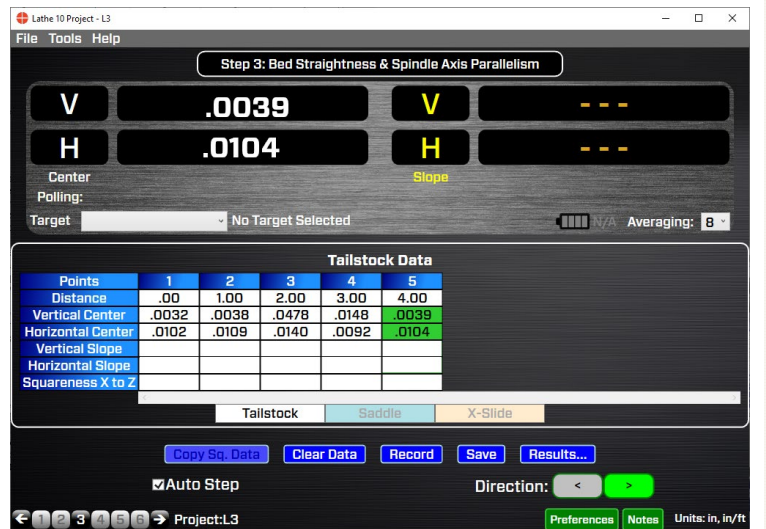 Lathe 10 Project - L3
File Tools Help
Step 3: Bed Straightness & Spindle Axis Parallelism
V .0039 V - - -
H .0104 H - - -
Center Slope
Polling:
Target No Target Selected N/A Averaging: 8
Tailstock Data
Points 1 2 3 4 5
Distance .00 1.00 2.00 3.00 4.00
Vertical Center .0032 .0038 .0478 .0148 .0039
Horizontal Center .0102 .0109 .0140 .0092 .0104
Vertical Slope
Horizontal Slope
Squareness X to Z
Tailstock Saddle X-Slide
Copy Sq. Data Clear Data Record Save Results...
Auto Step Direction: < >
1 2 3 4 5 6 Project:L3 Preferences Notes Units: in, in/ft